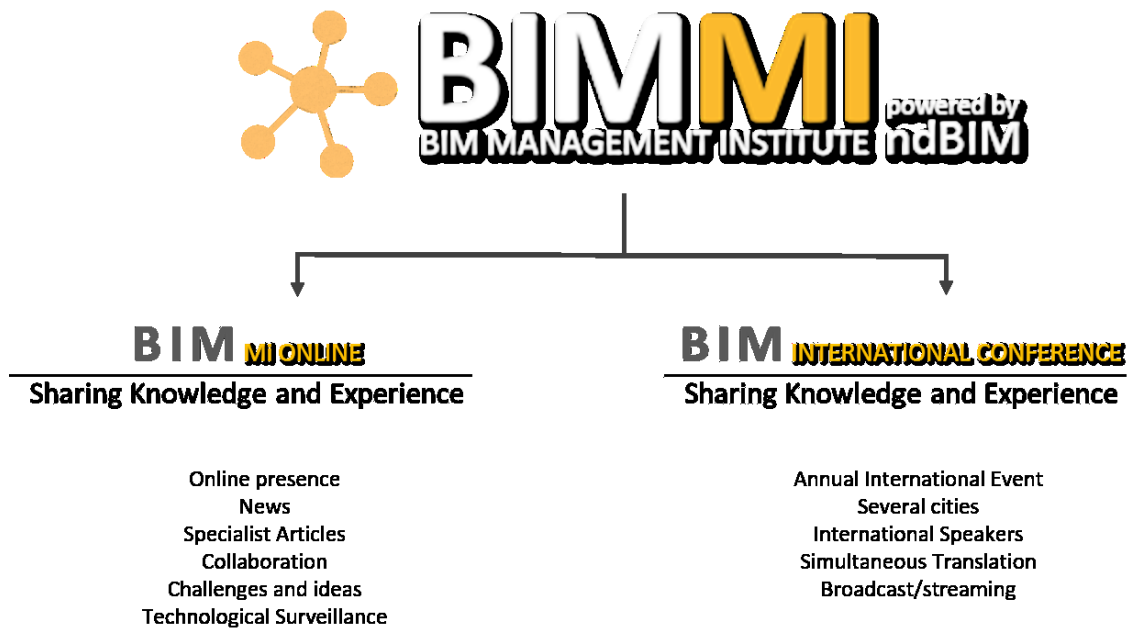 BIMMI
BIM MANAGEMENT INSTITUTE
powered by
ndBIM
BIM MI ONLINE
Sharing Knowledge and Experience
Online presence
News
Specialist Articles
Collaboration
Challenges and ideas
Technological Surveillance
BIM INTERNATIONAL CONFERENCE
Sharing Knowledge and Experience
Annual International Event
Several cities
International Speakers
Simultaneous Translation
Broadcast/streaming